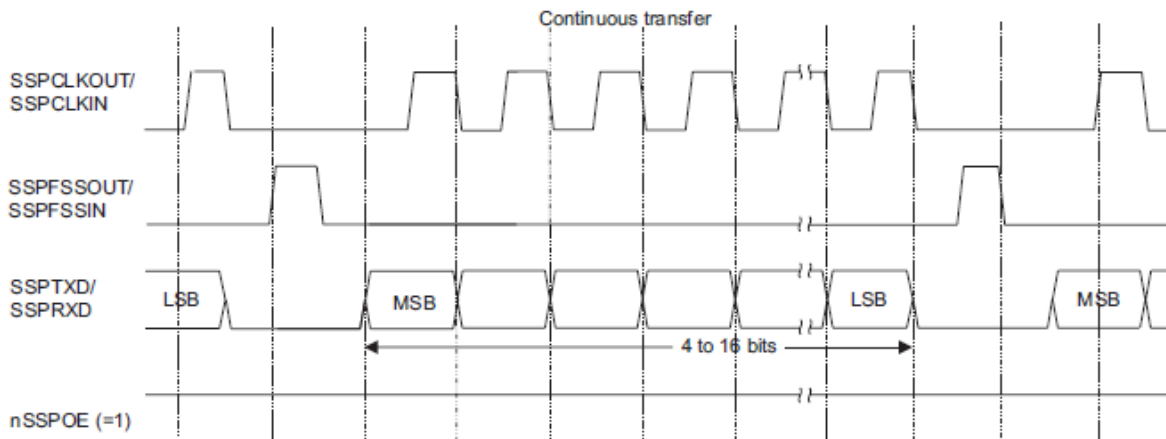 Continuous transfer
SSPCLKOUT/
SSPCLKIN
SSPFSSOUT/
SSPFSSIN
SSPTXD/
SSPRXD
LSB
MSB
LSB
MSB
4 to 16 bits
nSSPOE (=1)